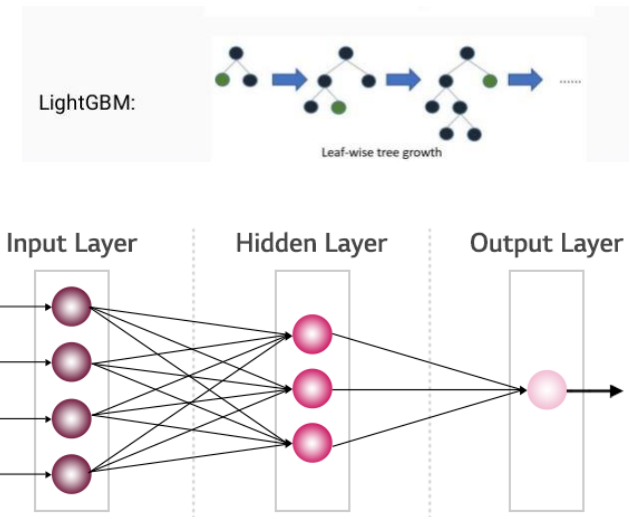 LightGBM:
......
Leaf-wise tree growth
Input Layer
Hidden Layer
Output Layer